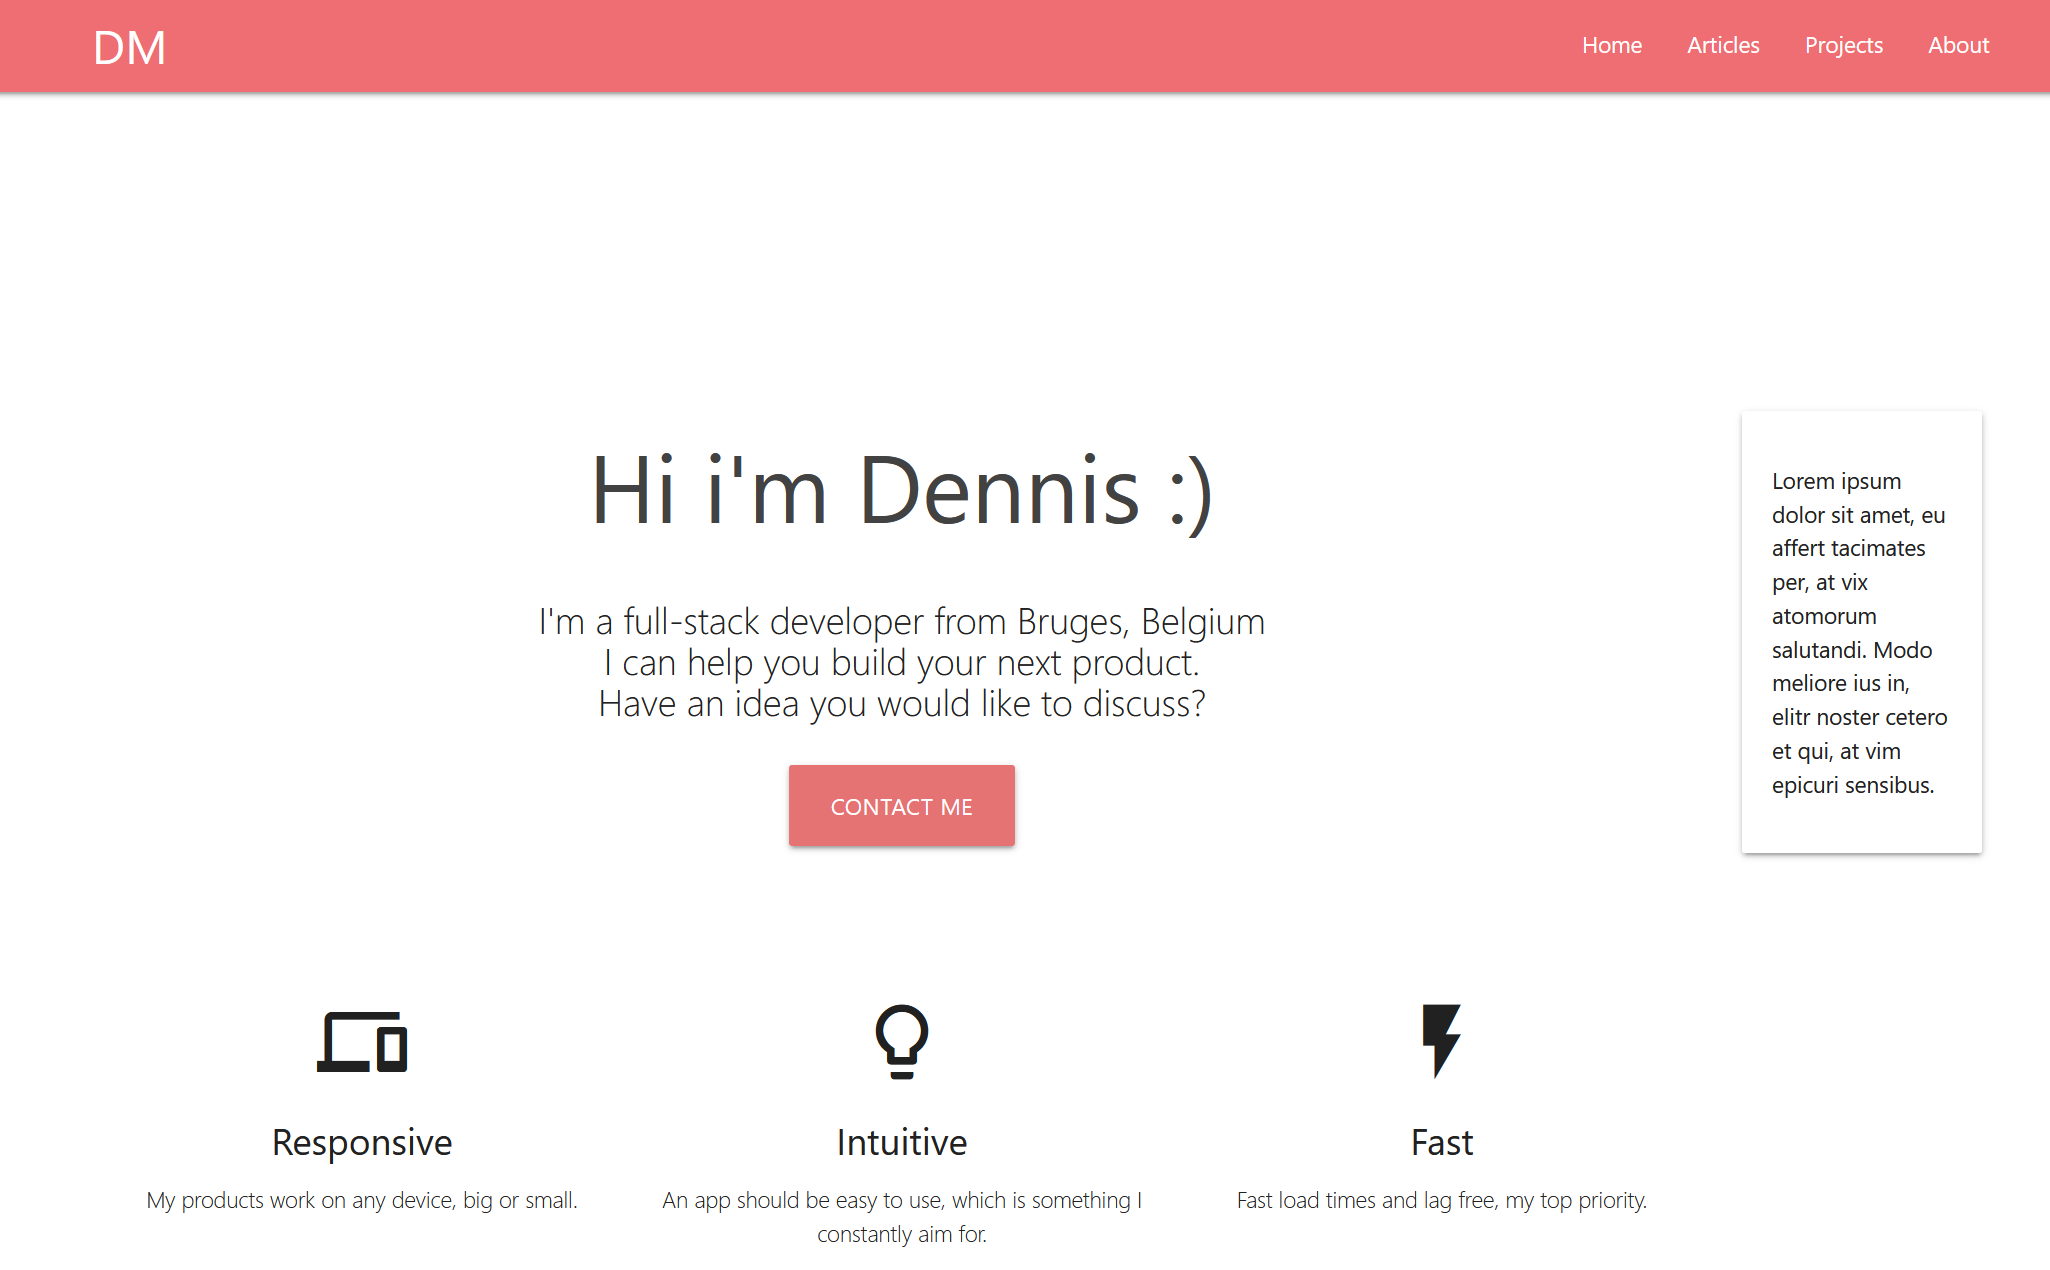 DM
Home Articles Projects About
Hi i'm Dennis :)
I'm a full-stack developer from Bruges, Belgium
I can help you build your next product.
Have an idea you would like to discuss?
CONTACT ME
Lorem ipsum
dolor sit amet, eu
affert tacimates
per, at vix
atomorum
salutandi. Modo
meliore ius in,
elitr noster cetero
et qui, at vim
epicuri sensibus.
Responsive
My products work on any device, big or small.
Intuitive
An app should be easy to use, which is something I
constantly aim for.
Fast
Fast load times and lag free, my top priority.